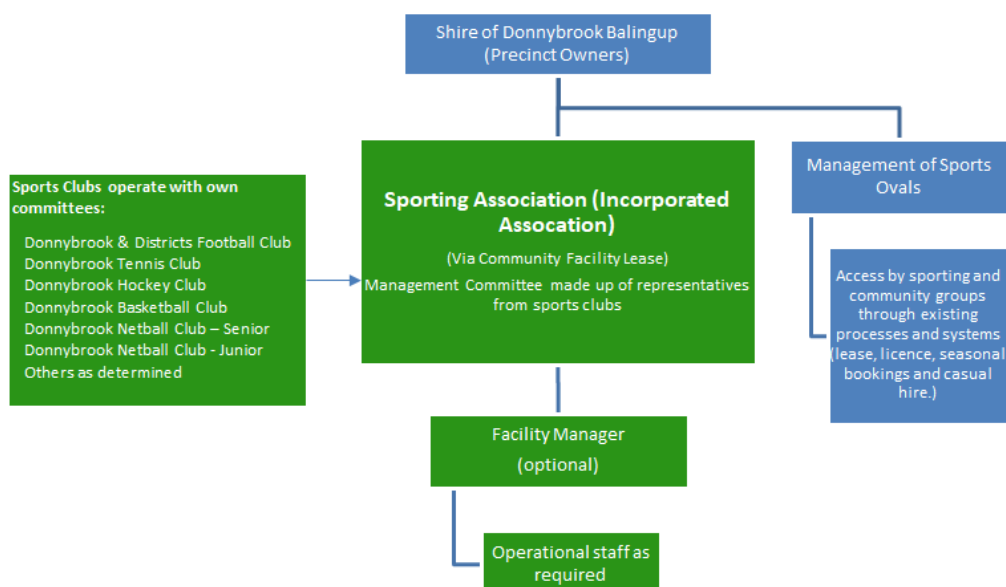 Shire of Donnybrook Balingup
(Precinct Owners)
Sports Clubs operate with own
committees:
Donnybrook & Districts Football Club
Donnybrook Tennis Club
Donnybrook Hockey Club
Donnybrook Basketball Club
Donnybrook Netball Club – Senior
Donnybrook Netball Club - Junior
Others as determined
Sporting Association (Incorporated
Assocation)
(Via Community Facility Lease)
Management Committee made up of representatives
from sports clubs
Management of Sports
Ovals
Access by sporting and
community groups
through existing
processes and systems
(lease, licence, seasonal
bookings and casual
hire.)
Facility Manager
(optional)
Operational staff as
required